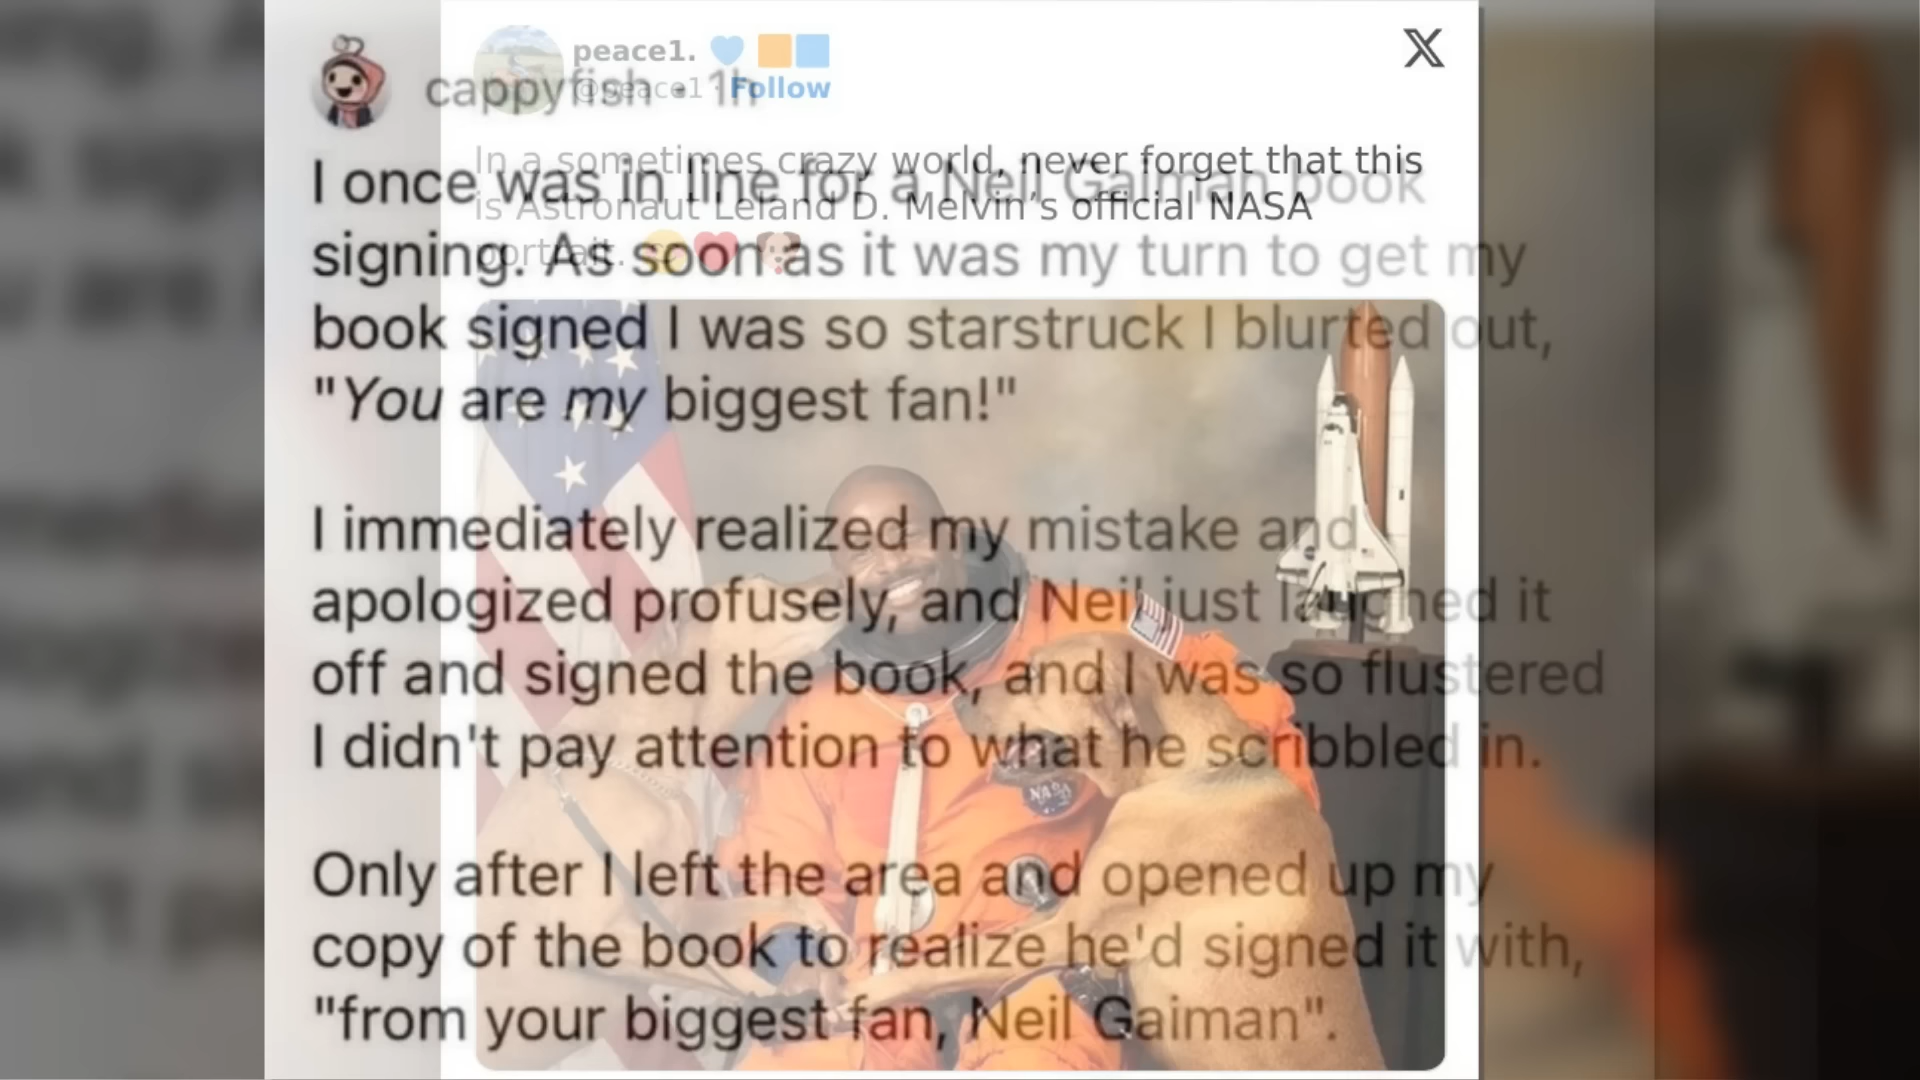 peace1.
@peace1 · Follow
In a sometimes crazy world, never forget that this
is Astronaut Leland D. Melvin’s official NASA
portrait.
cappyfish · 1h
I once was in line for a Neil Gaiman book
signing. As soon as it was my turn to get my
book signed I was so starstruck I blurted out,
"You are my biggest fan!"
I immediately realized my mistake and
apologized profusely, and Neil just laughed it
off and signed the book, and I was so flustered
I didn't pay attention to what he scribbled in.
Only after I left the area and opened up my
copy of the book to realize he'd signed it with,
"from your biggest fan, Neil Gaiman".
NASA